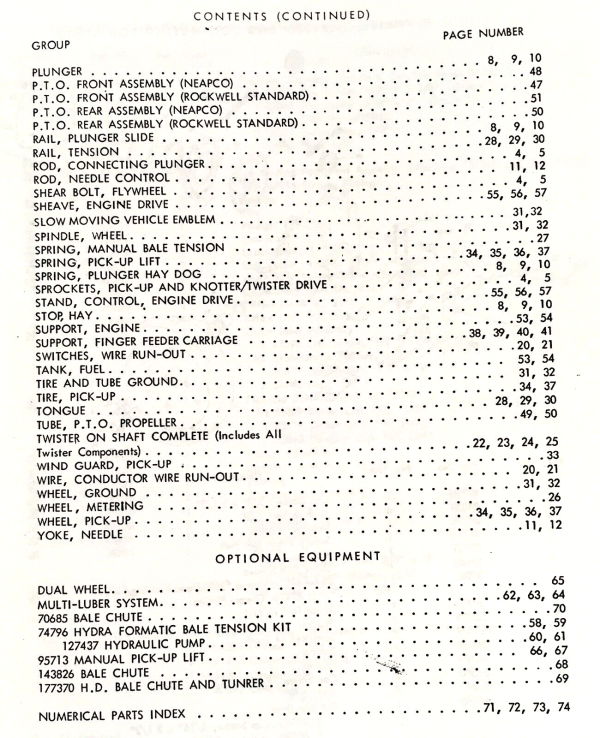 CONTENTS (CONTINUED)
GROUP PAGE NUMBER
PLUNGER . . . . . . . . . . 8, 9, 10
P.T.O. FRONT ASSEMBLY (NEAPCO) . . . . . . . . . . 48
P.T.O. FRONT ASSEMBLY (ROCKWELL STANDARD) . . . . . . . . . . 47
P.T.O. REAR ASSEMBLY (NEAPCO) . . . . . . . . . . 51
P.T.O. REAR ASSEMBLY (ROCKWELL STANDARD) . . . . . . . . . . 50
RAIL, PLUNGER SLIDE . . . . . . . . . . 8, 9, 10
RAIL, TENSION . . . . . . . . . . 28, 29, 30
ROD, CONNECTING PLUNGER . . . . . . . . . . 4, 5
ROD, NEEDLE CONTROL . . . . . . . . . . 11, 12
SHEAR BOLT, FLYWHEEL . . . . . . . . . . 4, 5
SHEAVE, ENGINE DRIVE . . . . . . . . . . 55, 56, 57
SLOW MOVING VEHICLE EMBLEM . . . . . . . . . . 31,32
SPINDLE, WHEEL . . . . . . . . . . 31, 32
SPRING, MANUAL BALE TENSION . . . . . . . . . . 27
SPRING, PICK-UP LIFT . . . . . . . . . . 34, 35, 36, 37
SPRING, PLUNGER HAY DOG . . . . . . . . . . 8, 9, 10
SPROCKETS, PICK-UP AND KNOTTER/TWISTER DRIVE . . . . . . . . . . 4, 5
STAND, CONTROL, ENGINE DRIVE . . . . . . . . . . 55, 56, 57
STOP, HAY . . . . . . . . . . 8, 9, 10
SUPPORT, ENGINE . . . . . . . . . . 53, 54
SUPPORT, FINGER FEEDER CARRIAGE . . . . . . . . . . 38, 39, 40, 41
SWITCHES, WIRE RUN-OUT . . . . . . . . . . 20, 21
TANK, FUEL . . . . . . . . . . 53, 54
TIRE AND TUBE GROUND . . . . . . . . . . 31, 32
TIRE, PICK-UP . . . . . . . . . . 34, 37
TONGUE . . . . . . . . . . 28, 29, 30
TUBE, P.T.O. PROPELLER . . . . . . . . . . 49, 50
TWISTER ON SHAFT COMPLETE (Includes All
Twister Components) . . . . . . . . . . 22, 23, 24, 25
WIND GUARD, PICK-UP . . . . . . . . . . 33
WIRE, CONDUCTOR WIRE RUN-OUT . . . . . . . . . . 20, 21
WHEEL, GROUND . . . . . . . . . . 31, 32
WHEEL, METERING . . . . . . . . . . 26
WHEEL, PICK-UP . . . . . . . . . . 34, 35, 36, 37
YOKE, NEEDLE . . . . . . . . . . 11, 12
OPTIONAL EQUIPMENT
DUAL WHEEL . . . . . . . . . . 65
MULTI-LUBER SYSTEM . . . . . . . . . . 62, 63, 64
70685 BALE CHUTE . . . . . . . . . . 70
74796 HYDRA FORMATIC BALE TENSION KIT . . . . . . . . . . 58, 59
127437 HYDRAULIC PUMP . . . . . . . . . . 60, 61
95713 MANUAL PICK-UP LIFT . . . . . . . . . . 66, 67
143826 BALE CHUTE . . . . . . . . . . 68
177370 H.D. BALE CHUTE AND TUNRER . . . . . . . . . . 69
NUMERICAL PARTS INDEX . . . . . . . . . . 71, 72, 73, 74